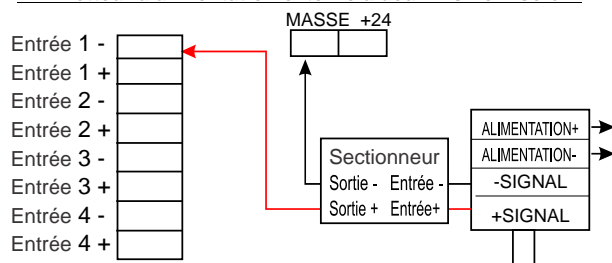 MASSE +24
Entrée 1 -
Entrée 1 +
Entrée 2 -
Entrée 2 +
Entrée 3 -
Entrée 3 +
Entrée 4 -
Entrée 4 +
Sectionneur
Sortie - Entrée -
Sortie + Entrée+
ALIMENTATION+
ALIMENTATION-
-SIGNAL
+SIGNAL